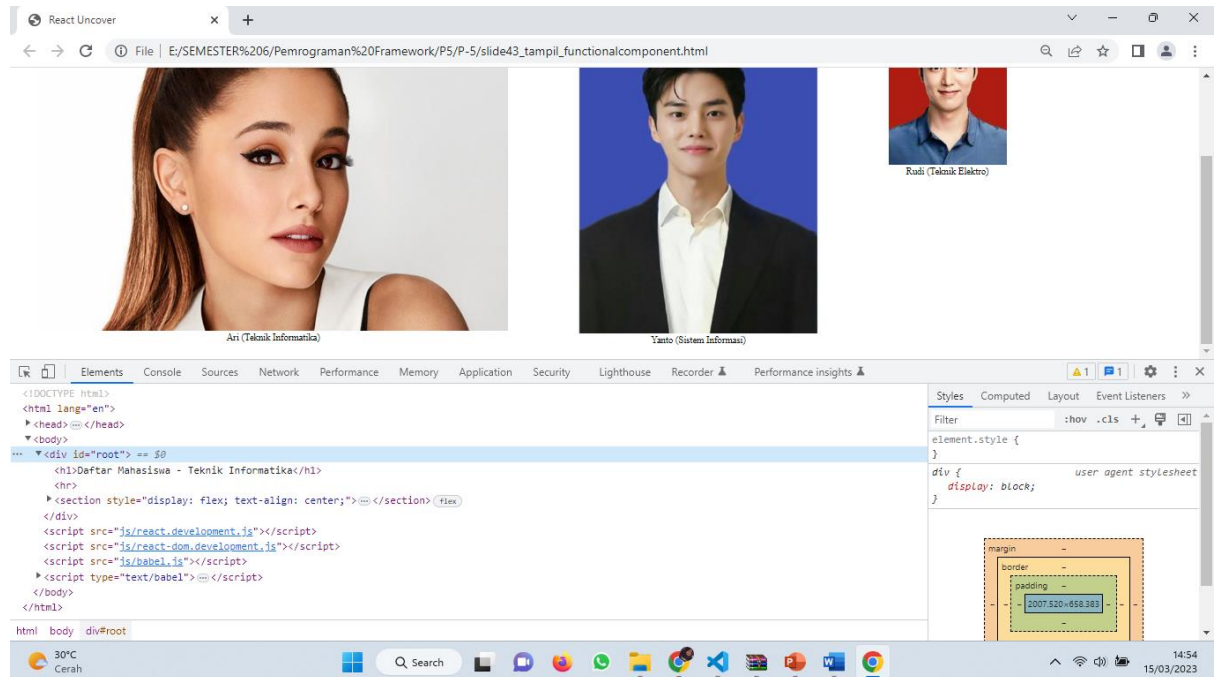 React Uncover
File | E:/SEMESTER%206/Pemrograman%20Framework/P5/P-5/slide43_tampil_functionalcomponent.html
Rudi (Teknik Elektro)
Ari (Teknik Informatika)
Yanto (Sistem Informasi)
Elements Console Sources Network Performance Memory Application Security Lighthouse Recorder Performance insights 1 1
<!DOCTYPE html>
<html lang="en">
<head> ... </head>
<body>
... <div id="root"> == $0
<h1>Daftar Mahasiswa - Teknik Informatika</h1>
<hr>
<section style="display: flex; text-align: center;"> ... </section> flex
</div>
<script src="js/react.development.js"></script>
<script src="js/react-dom.development.js"></script>
<script src="js/babel.js"></script>
<script type="text/babel"> ... </script>
</body>
</html>
html body div#root
Styles Computed Layout Event Listeners »
Filter :hov .cls +
element.style {
}
div { user agent stylesheet
display: block;
}
margin -
border -
padding -
- - - 2007.520×658.383 - - -
-
30°C
Cerah
Search
14:54
15/03/2023